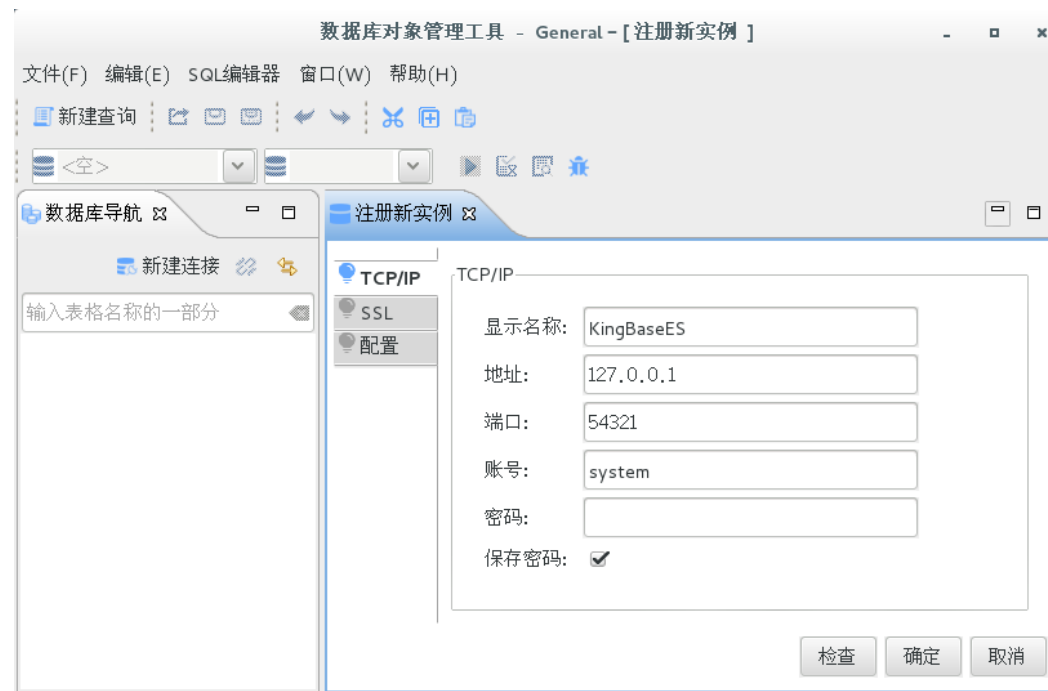 数据库对象管理工具 - General-[注册新实例 ]
文件(F) 编辑(E) SQL编辑器 窗口(W) 帮助(H)
新建查询
<空>
数据库导航
新建连接
输入表格名称的一部分
注册新实例
TCP/IP
SSL
配置
TCP/IP
显示名称: KingBaseES
地址: 127.0.0.1
端口: 54321
账号: system
密码:
保存密码:
检查 确定 取消